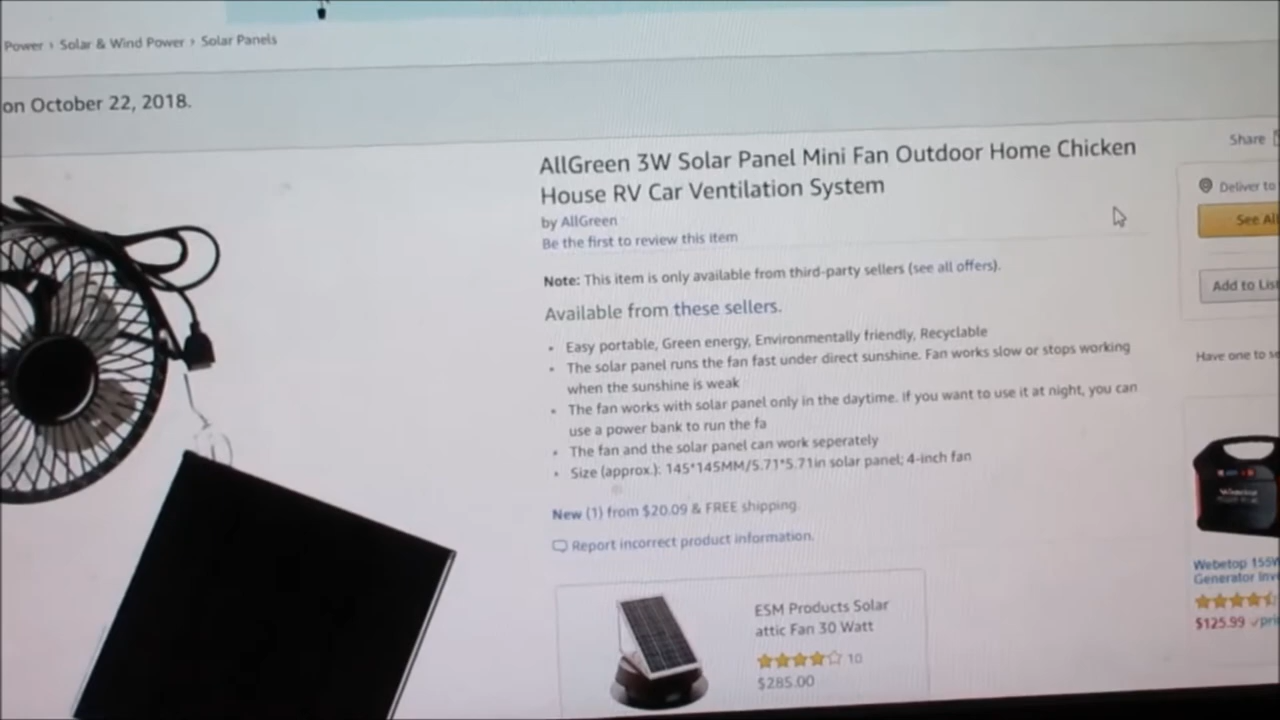 Power › Solar & Wind Power › Solar Panels
on October 22, 2018.
Share
AllGreen 3W Solar Panel Mini Fan Outdoor Home Chicken
House RV Car Ventilation System
by AllGreen
Be the first to review this item
Note: This item is only available from third-party sellers (see all offers).
Available from these sellers.
• Easy portable, Green energy, Environmentally friendly, Recyclable
• The solar panel runs the fan fast under direct sunshine. Fan works slow or stops working
when the sunshine is weak
• The fan works with solar panel only in the daytime. if you want to use it at night, you can
use a power bank to run the fa
• The fan and the solar panel can work seperately
• Size (approx.): 145*145MM/5.71*5.71in solar panel; 4-inch fan
New (1) from $20.09 & FREE shipping.
Report incorrect product information.
ESM Products Solar
attic Fan 30 Watt
10
$285.00
Deliver to
See Al
Add to List
Have one to se
Webetop 155W
Generator Inv
$125.99 pri